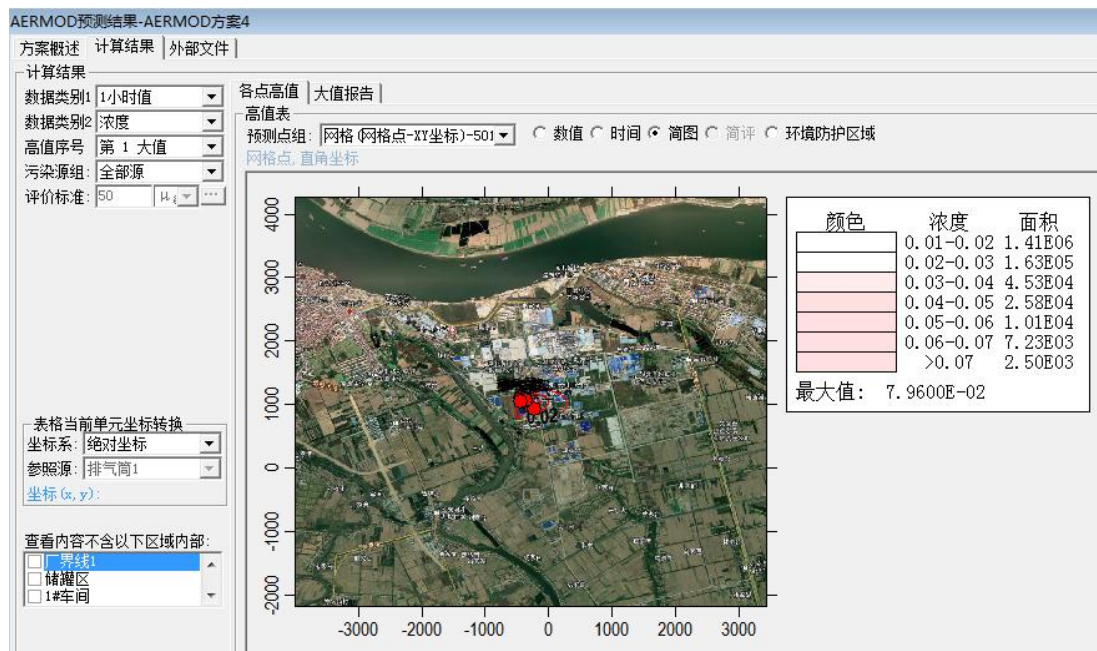 AERMOD预测结果-AERMOD方案4
方案概述 计算结果 外部文件
计算结果
数据类别1 1小时值
数据类别2 浓度
高值序号 第 1 大值
污染源组: 全部源
评价标准: 50
各点高值 大值报告
高值表
预测点组: 网格(网格点-XY坐标)-501 数值 时间 简图 简评 环境防护区域
网格点,直角坐标
4000
3000
2000
1000
0
-1000
-2000
-3000 -2000 -1000 0 1000 2000 3000
0.02
颜色 浓度 面积
0.01-0.02 1.41E06
0.02-0.03 1.63E05
0.03-0.04 4.53E04
0.04-0.05 2.58E04
0.05-0.06 1.01E04
0.06-0.07 7.23E03
>0.07 2.50E03
最大值: 7.9600E-02
表格当前单元坐标转换
坐标系: 绝对坐标
参照源: 排气筒1
坐标(x,y):
查看内容不含以下区域内部:
厂界线1
储罐区
1#车间